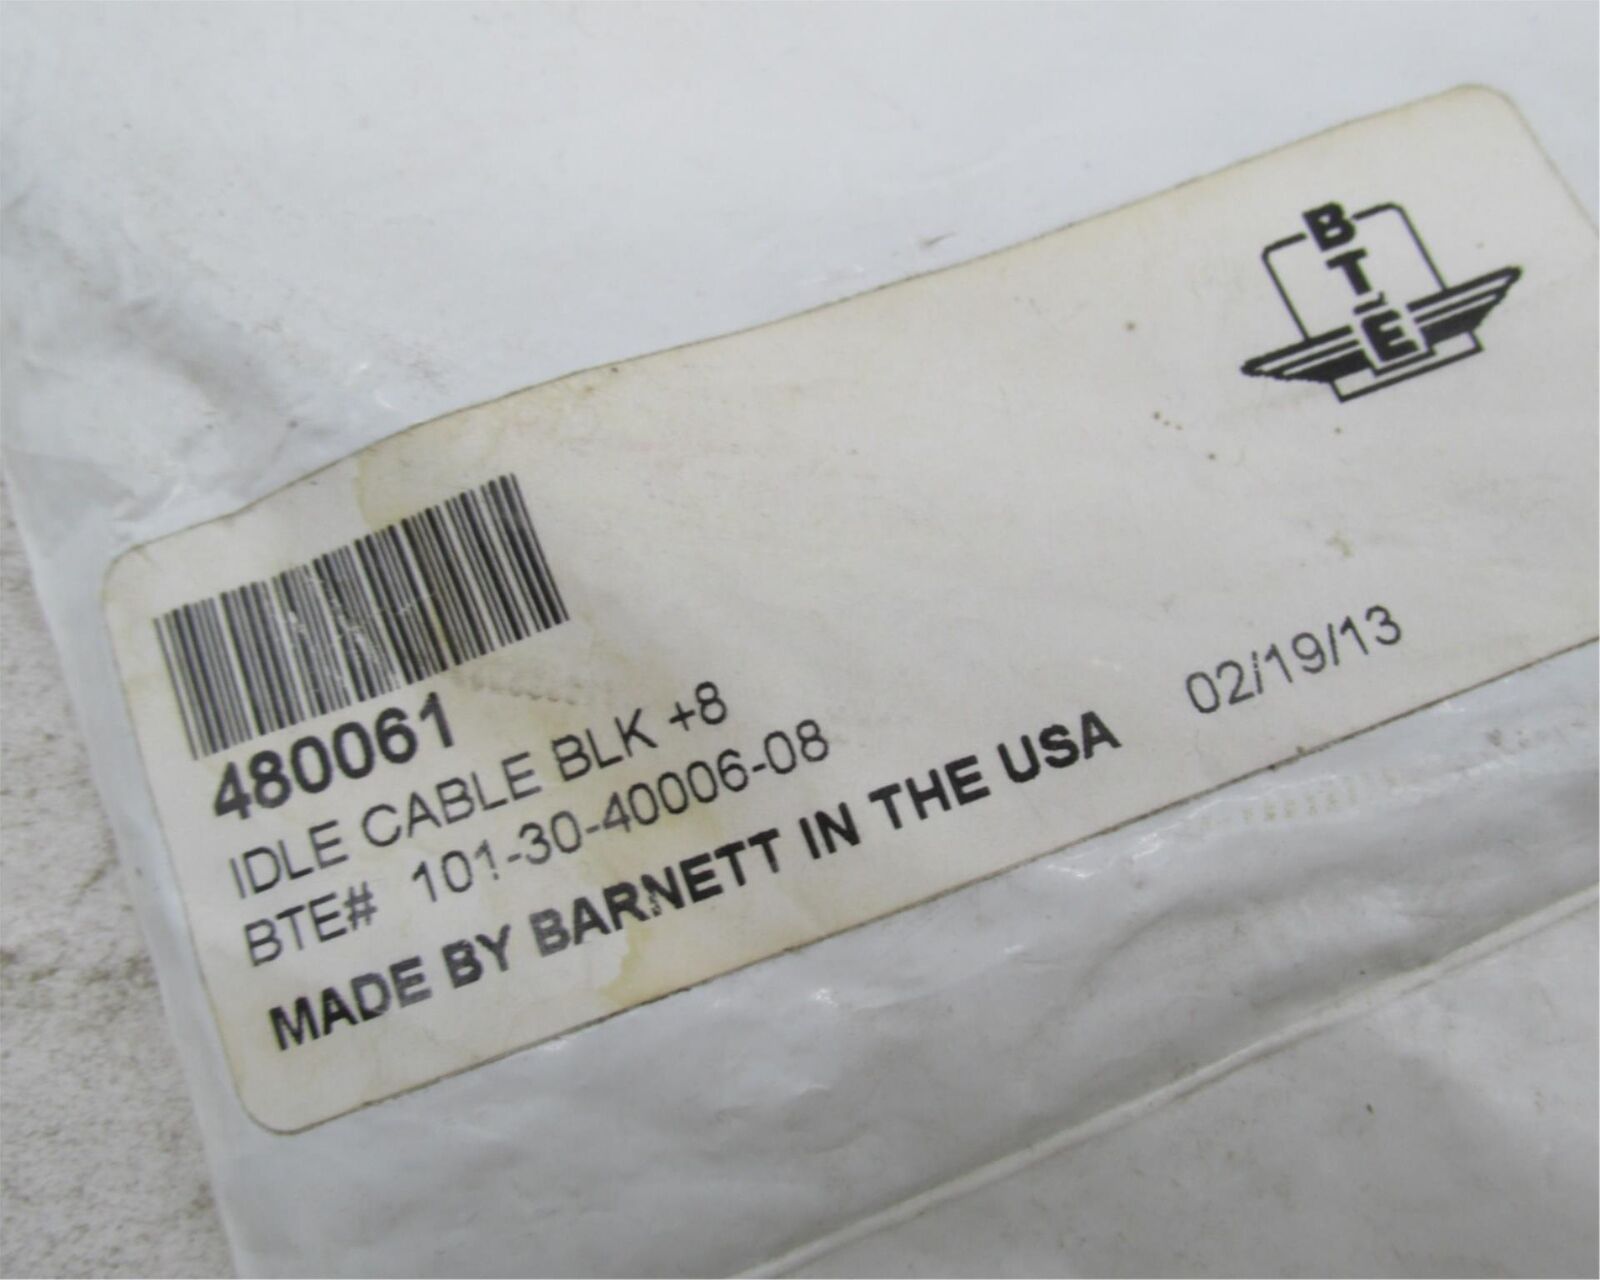 BTE
480061
IDLE CABLE BLK +8
BTE# 101-30-40006-08
MADE BY BARNETT IN THE USA 02/19/13